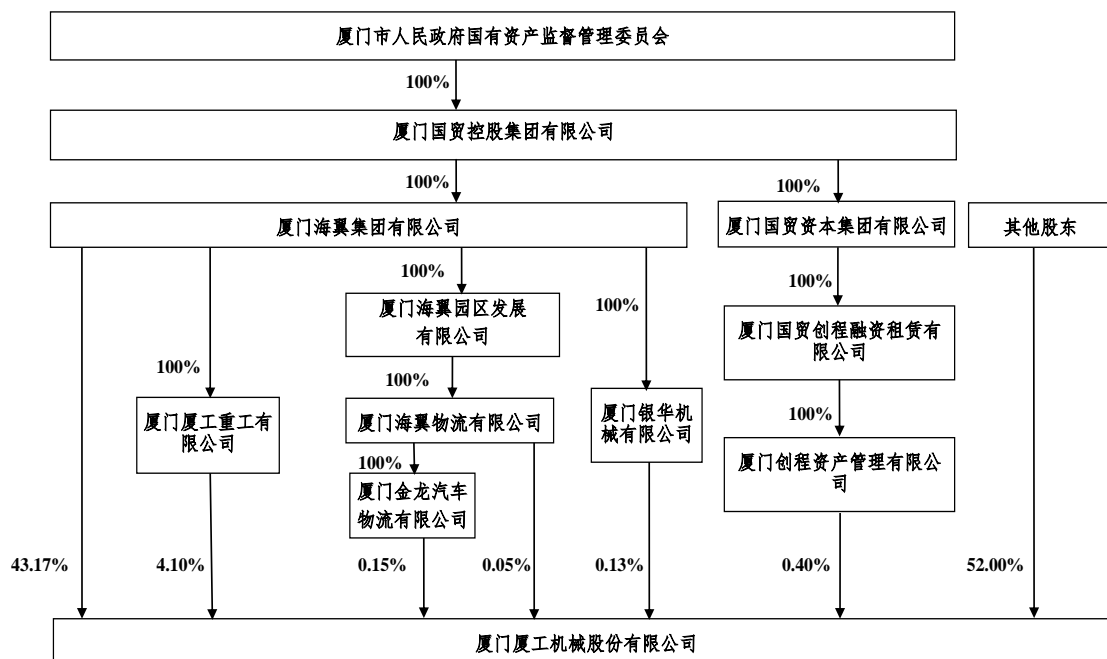 厦门市人民政府国有资产监督管理委员会
100%
厦门国贸控股集团有限公司
100%
100%
厦门海翼集团有限公司
厦门国贸资本集团有限公司
其他股东
100%
100%
100%
厦门海翼园区发展
有限公司
厦门国贸创程融资租赁有
限公司
100%
100%
厦门厦工重工有
限公司
厦门海翼物流有限公司
厦门银华机
械有限公司
100%
100%
厦门创程资产管理有限公
司
厦门金龙汽车
物流有限公司
43.17%
4.10%
0.15%
0.05%
0.13%
0.40%
52.00%
厦门厦工机械股份有限公司